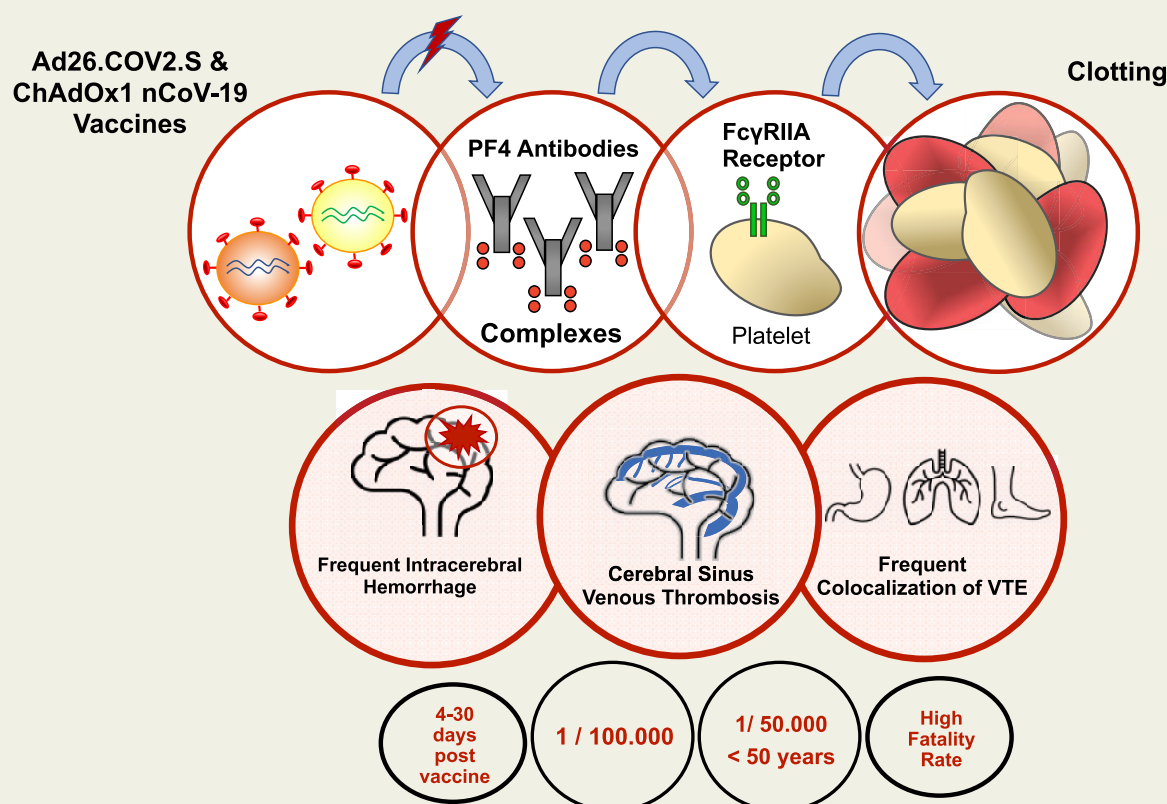 Ad26.COV2.S &
ChAdOx1 nCoV-19
Vaccines
Clotting
PF4 Antibodies
Complexes
FcγRIIA
Receptor
Platelet
Frequent Intracerebral
Hemorrhage
Cerebral Sinus
Venous Thrombosis
Frequent
Colocalization of VTE
4-30
days
post
vaccine
1 / 100.000
1/ 50.000
< 50 years
High
Fatality
Rate